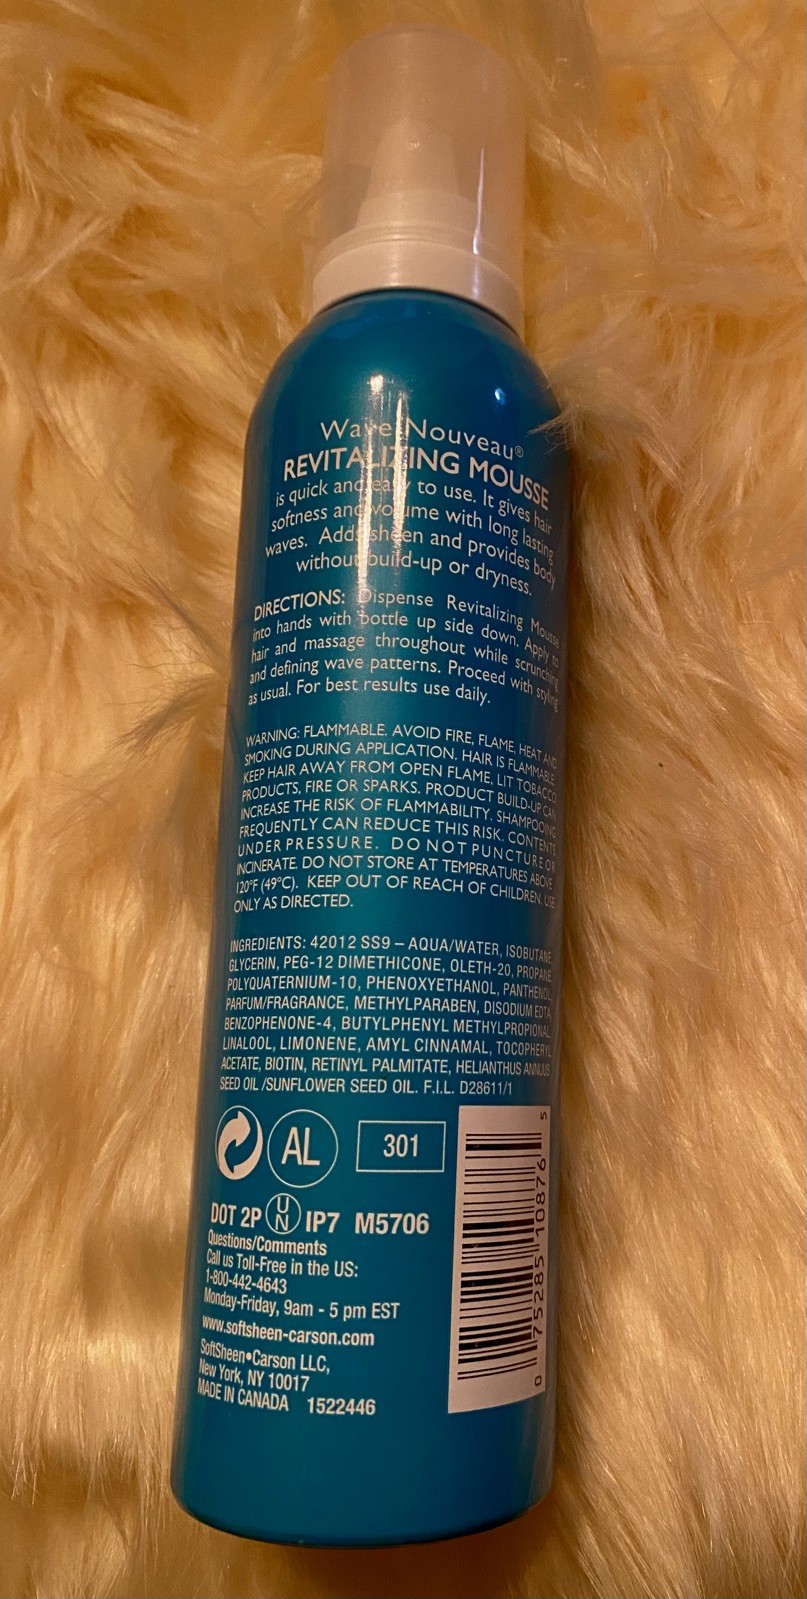 Wave Nouveau®
REVITALIZING MOUSSE
is quick and easy to use. It gives hair
softness and volume with long lasting
waves. Adds sheen and provides body
without build-up or dryness.
DIRECTIONS: Dispense Revitalizing Mousse
into hands with bottle up side down. Apply to
hair and massage throughout while scrunching
and defining wave patterns. Proceed with styling
as usual. For best results use daily.
WARNING: FLAMMABLE. AVOID FIRE, FLAME, HEAT AND
SMOKING DURING APPLICATION. HAIR IS FLAMMABLE.
KEEP HAIR AWAY FROM OPEN FLAME, LIT TOBACCO
PRODUCTS, FIRE OR SPARKS. PRODUCT BUILD-UP CAN
INCREASE THE RISK OF FLAMMABILITY. SHAMPOOING
FREQUENTLY CAN REDUCE THIS RISK. CONTENTS
UNDER PRESSURE. DO NOT PUNCTURE OR
INCINERATE. DO NOT STORE AT TEMPERATURES ABOVE
120°F (49°C). KEEP OUT OF REACH OF CHILDREN. USE
ONLY AS DIRECTED.
INGREDIENTS: 42012 SS9 – AQUA/WATER, ISOBUTANE,
GLYCERIN, PEG-12 DIMETHICONE, OLETH-20, PROPANE,
POLYQUATERNIUM-10, PHENOXYETHANOL, PANTHENOL,
PARFUM/FRAGRANCE, METHYLPARABEN, DISODIUM EDTA,
BENZOPHENONE-4, BUTYLPHENYL METHYLPROPIONAL,
LINALOOL, LIMONENE, AMYL CINNAMAL, TOCOPHERYL
ACETATE, BIOTIN, RETINYL PALMITATE, HELIANTHUS ANNUUS
SEED OIL /SUNFLOWER SEED OIL. F.I.L. D28611/1
AL
301
DOT 2P UN IP7 M5706
Questions/Comments
Call us Toll-Free in the US:
1-800-442-4643
Monday-Friday, 9am - 5 pm EST
www.softsheen-carson.com
SoftSheen•Carson LLC,
New York, NY 10017
MADE IN CANADA 1522446
0 75285 10876 5